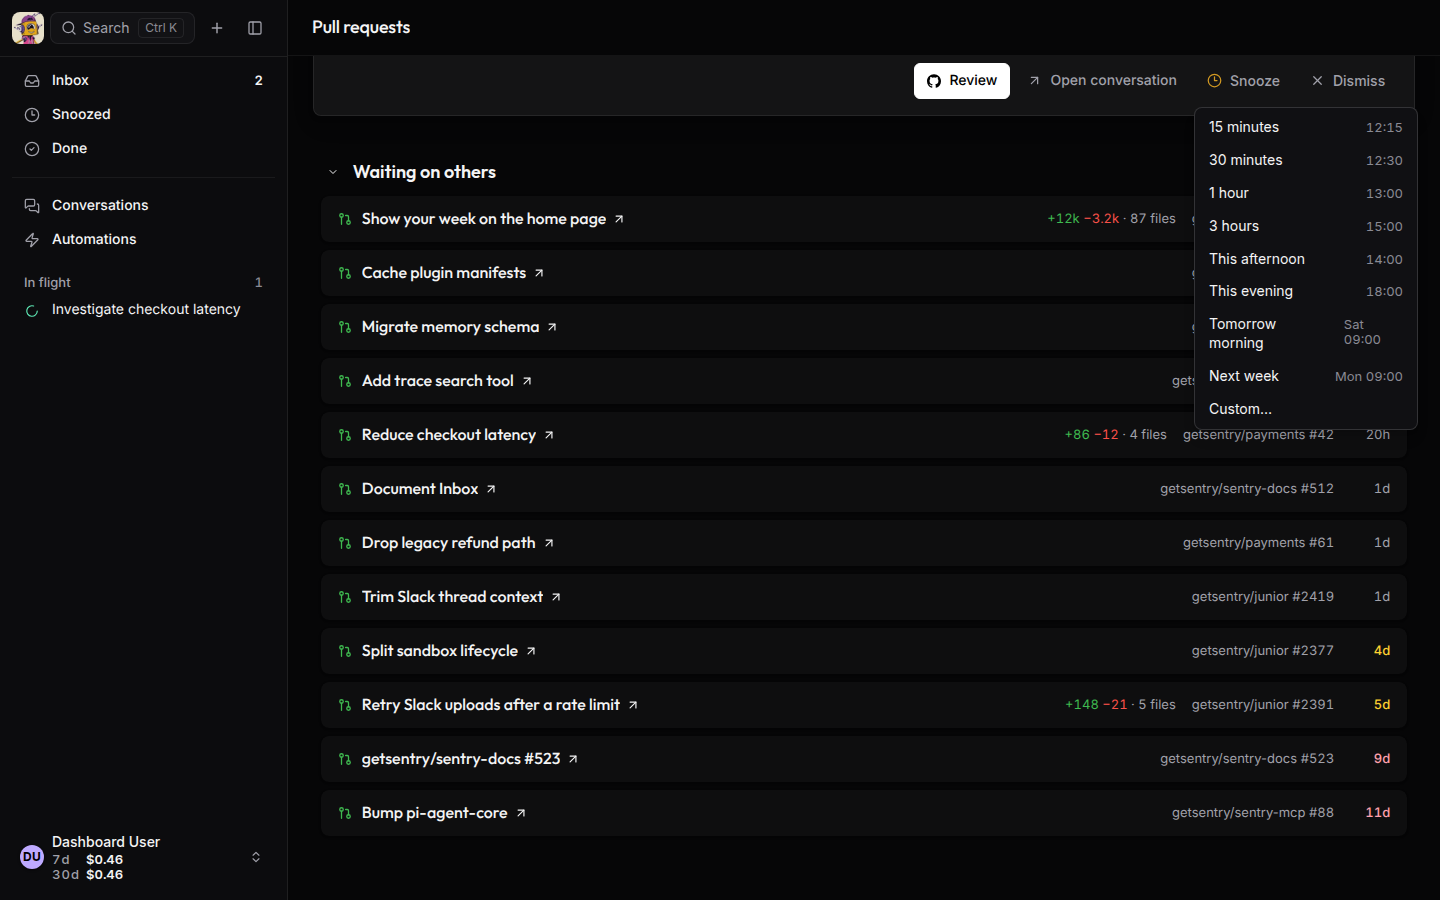 Search Ctrl K
Inbox 2
Snoozed
Done
Conversations
Automations
In flight 1
Investigate checkout latency
DU
Dashboard User
7d $0.46
30d $0.46
Pull requests
Review Open conversation Snooze Dismiss
15 minutes 12:15
30 minutes 12:30
1 hour 13:00
3 hours 15:00
This afternoon 14:00
This evening 18:00
Tomorrow morning Sat 09:00
Next week Mon 09:00
Custom...
Waiting on others
Show your week on the home page +12k −3.2k · 87 files
Cache plugin manifests
Migrate memory schema
Add trace search tool
Reduce checkout latency +86 −12 · 4 files getsentry/payments #42 20h
Document Inbox getsentry/sentry-docs #512 1d
Drop legacy refund path getsentry/payments #61 1d
Trim Slack thread context getsentry/junior #2419 1d
Split sandbox lifecycle getsentry/junior #2377 4d
Retry Slack uploads after a rate limit +148 −21 · 5 files getsentry/junior #2391 5d
getsentry/sentry-docs #523 getsentry/sentry-docs #523 9d
Bump pi-agent-core getsentry/sentry-mcp #88 11d